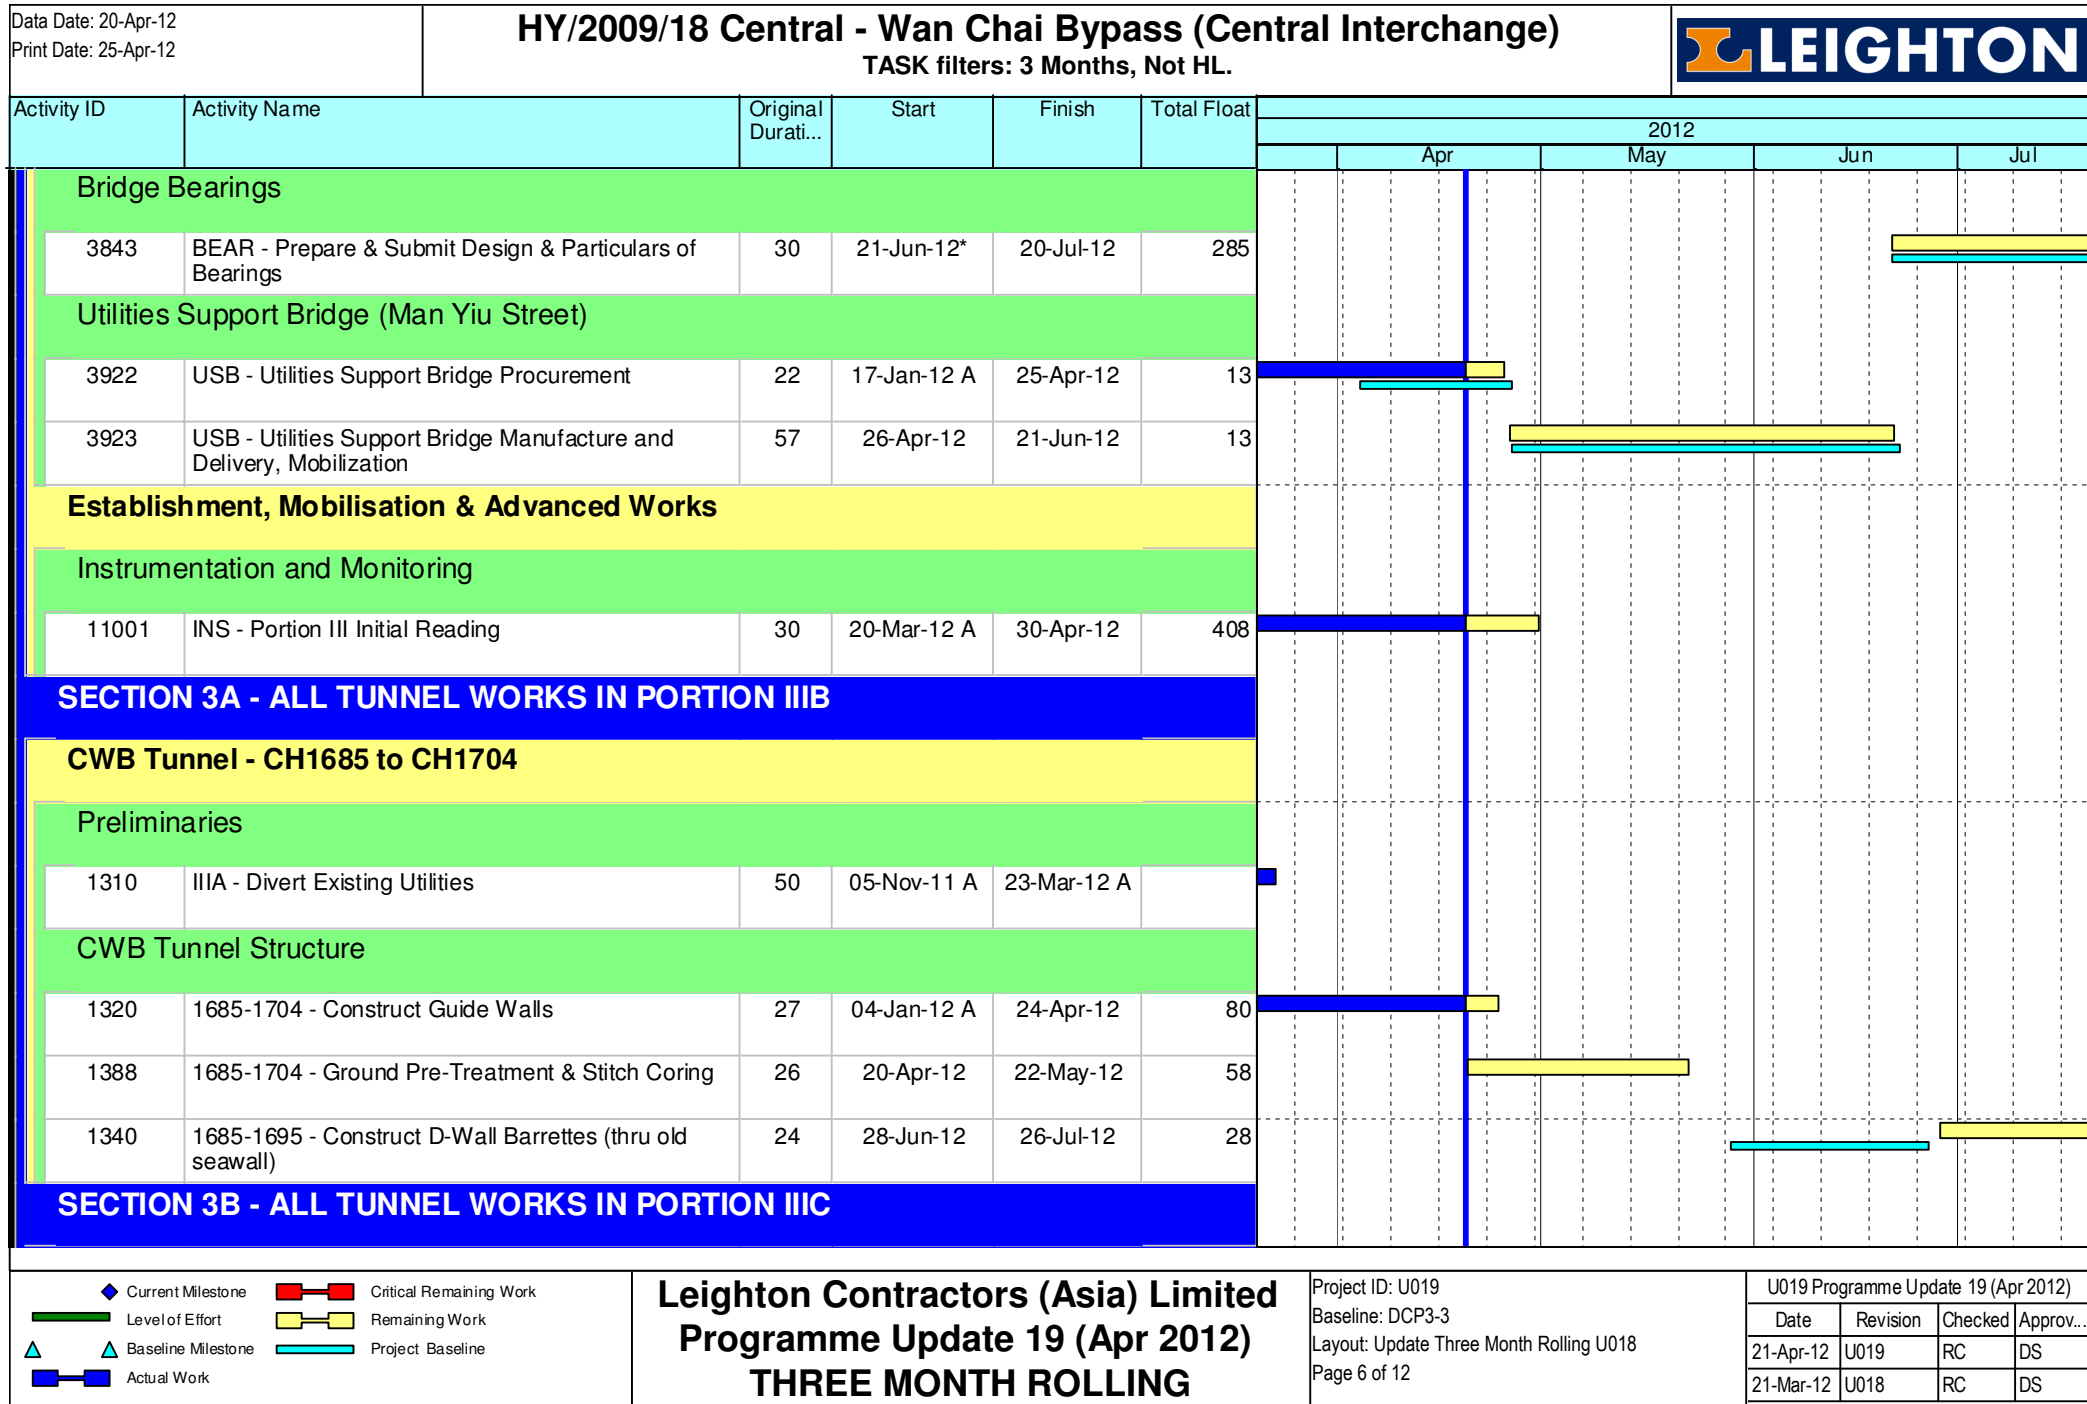 Data Date: 20-Apr-12
Print Date: 25-Apr-12
HY/2009/18 Central - Wan Chai Bypass (Central Interchange)
TASK filters: 3 Months, Not HL.
LEIGHTON
Activity ID Activity Name Original Durati... Start Finish Total Float
2012
Apr May Jun Jul
Bridge Bearings
3843 BEAR - Prepare & Submit Design & Particulars of Bearings 30 21-Jun-12* 20-Jul-12 285
Utilities Support Bridge (Man Yiu Street)
3922 USB - Utilities Support Bridge Procurement 22 17-Jan-12 A 25-Apr-12 13
3923 USB - Utilities Support Bridge Manufacture and Delivery, Mobilization 57 26-Apr-12 21-Jun-12 13
Establishment, Mobilisation & Advanced Works
Instrumentation and Monitoring
11001 INS - Portion III Initial Reading 30 20-Mar-12 A 30-Apr-12 408
SECTION 3A - ALL TUNNEL WORKS IN PORTION IIIB
CWB Tunnel - CH1685 to CH1704
Preliminaries
1310 IIIA - Divert Existing Utilities 50 05-Nov-11 A 23-Mar-12 A
CWB Tunnel Structure
1320 1685-1704 - Construct Guide Walls 27 04-Jan-12 A 24-Apr-12 80
1388 1685-1704 - Ground Pre-Treatment & Stitch Coring 26 20-Apr-12 22-May-12 58
1340 1685-1695 - Construct D-Wall Barrettes (thru old seawall) 24 28-Jun-12 26-Jul-12 28
SECTION 3B - ALL TUNNEL WORKS IN PORTION IIIC
Current Milestone Critical Remaining Work
Level of Effort Remaining Work
Baseline Milestone Project Baseline
Actual Work
Leighton Contractors (Asia) Limited
Programme Update 19 (Apr 2012)
THREE MONTH ROLLING
Project ID: U019
Baseline: DCP3-3
Layout: Update Three Month Rolling U018
Page 6 of 12
U019 Programme Update 19 (Apr 2012)
Date Revision Checked Approv...
21-Apr-12 U019 RC DS
21-Mar-12 U018 RC DS